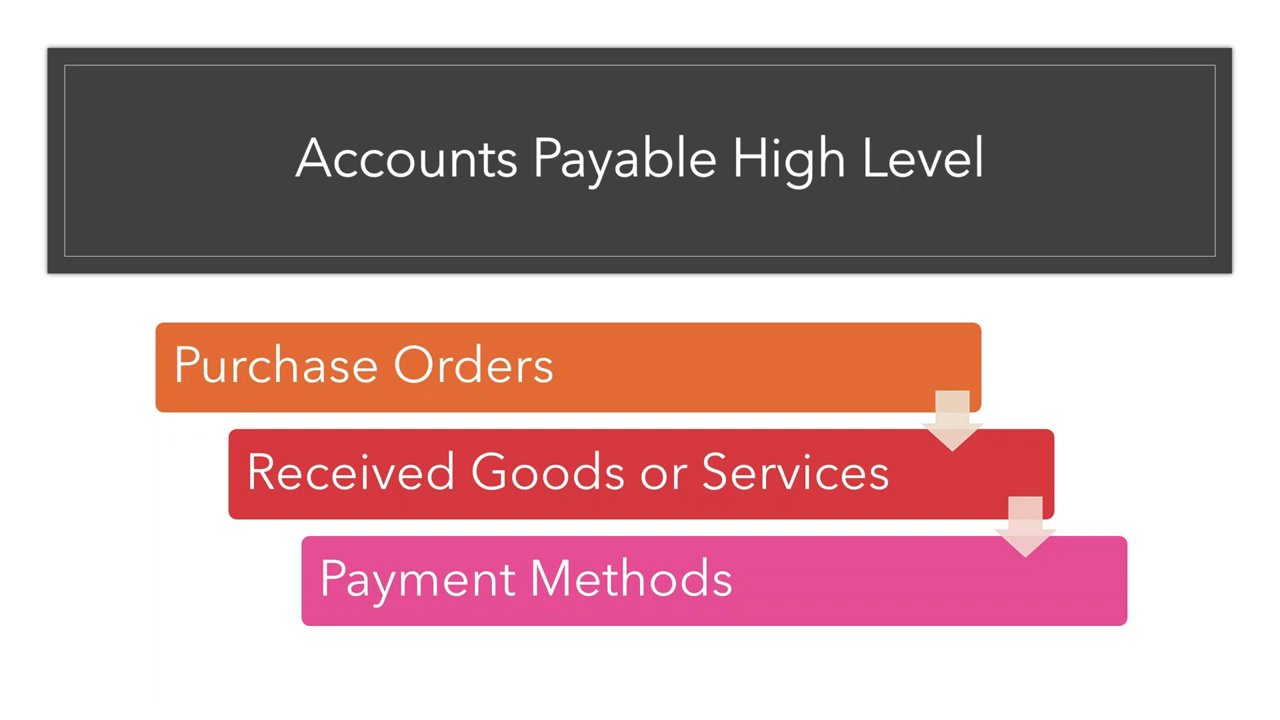 Accounts Payable High Level
Purchase Orders
Received Goods or Services
Payment Methods